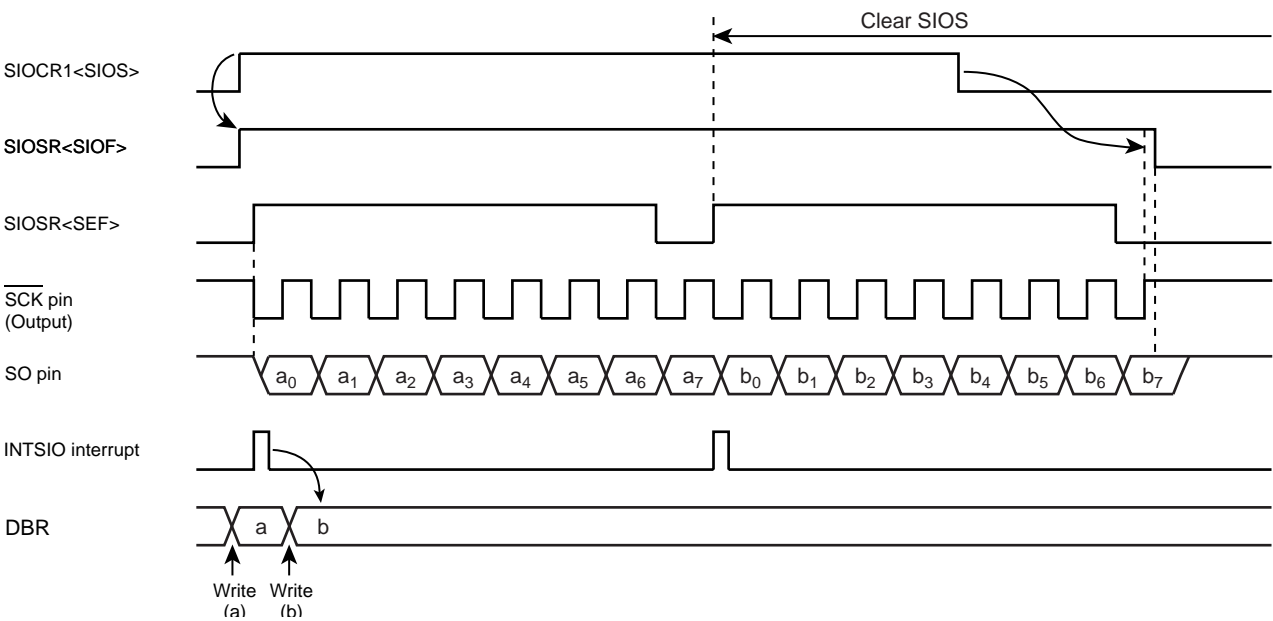 Clear SIOS
SIOCR1<SIOS>
SIOSR<SIOF>
SIOSR<SEF>
SCK pin
(Output)
SO pin
a0 a1 a2 a3 a4 a5 a6 a7 b0 b1 b2 b3 b4 b5 b6 b7
INTSIO interrupt
DBR
a b
Write Write
(a) (b)